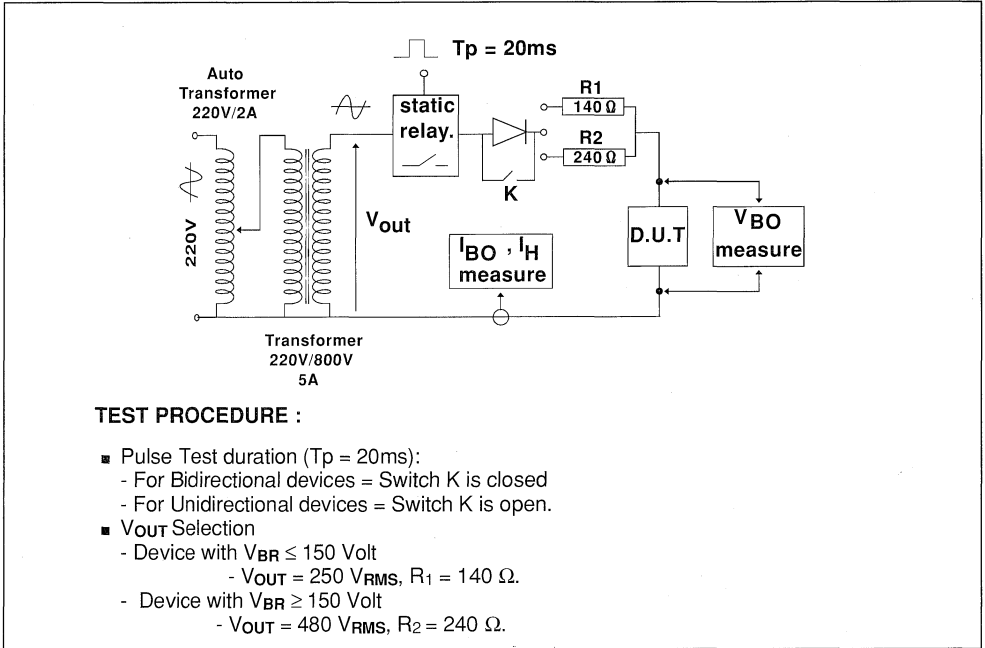 Tp = 20ms
Auto
Transformer
220V/2A
static
relay.
R1
140 Ω
R2
240 Ω
K
220V
Vout
IBO , IH
measure
D.U.T
VBO
measure
Transformer
220V/800V
5A
TEST PROCEDURE :
■ Pulse Test duration (Tp = 20ms):
- For Bidirectional devices = Switch K is closed
- For Unidirectional devices = Switch K is open.
■ VOUT Selection
- Device with VBR ≤ 150 Volt
- VOUT = 250 VRMS, R1 = 140 Ω.
- Device with VBR ≥ 150 Volt
- VOUT = 480 VRMS, R2 = 240 Ω.